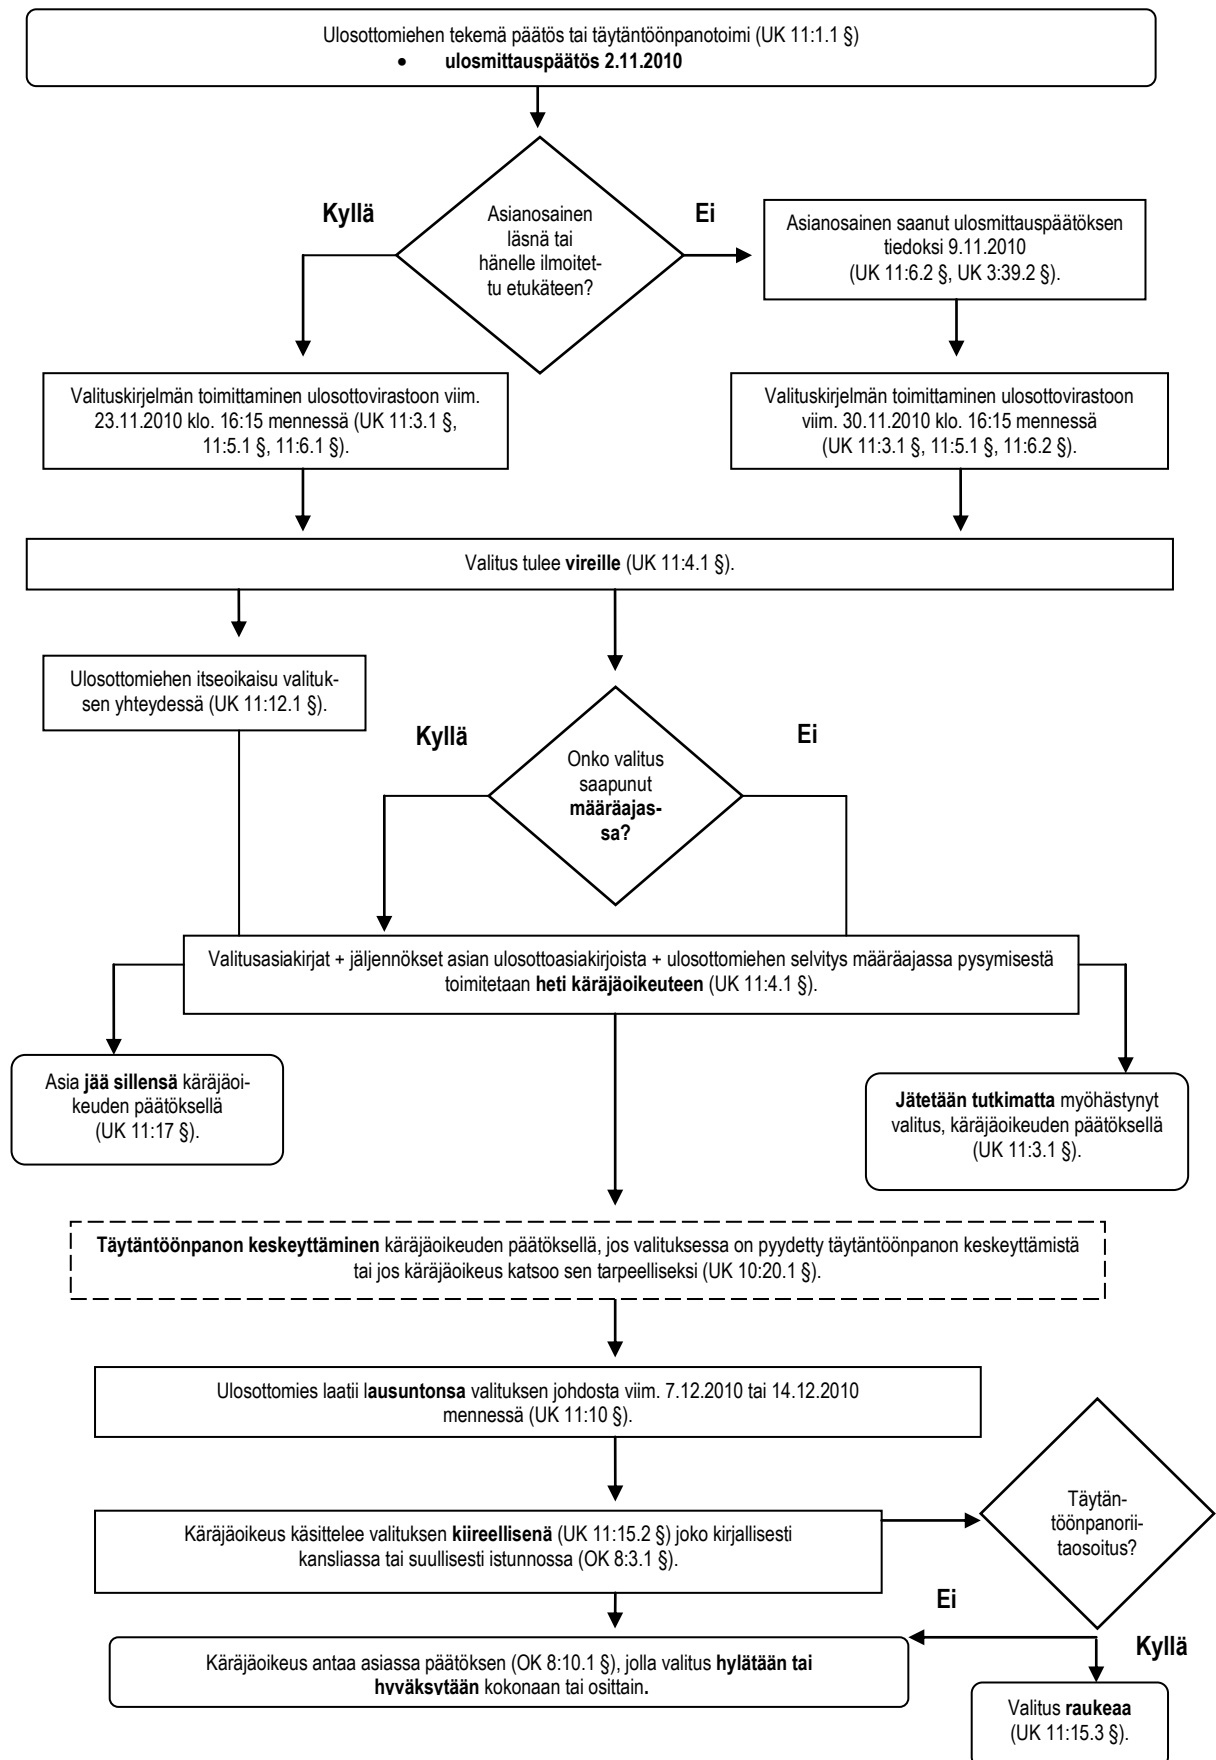 Ulosottomiehen tekemä päätös tai täytäntöönpanotoimi (UK 11:1.1 §)
• ulosmittauspäätös 2.11.2010
Kyllä
Asianosainen
läsnä tai
hänelle ilmoitet-
tu etukäteen?
Ei
Asianosainen saanut ulosmittauspäätöksen
tiedoksi 9.11.2010
(UK 11:6.2 §, UK 3:39.2 §).
Valituskirjelmän toimittaminen ulosottovirastoon viim.
23.11.2010 klo. 16:15 mennessä (UK 11:3.1 §,
11:5.1 §, 11:6.1 §).
Valituskirjelmän toimittaminen ulosottovirastoon
viim. 30.11.2010 klo. 16:15 mennessä
(UK 11:3.1 §, 11:5.1 §, 11:6.2 §).
Valitus tulee vireille (UK 11:4.1 §).
Ulosottomiehen itseoikaisu valituk-
sen yhteydessä (UK 11:12.1 §).
Kyllä
Onko valitus
saapunut
määräajas-
sa?
Ei
Valitusasiakirjat + jäljennökset asian ulosottoasiakirjoista + ulosottomiehen selvitys määräajassa pysymisestä
toimitetaan heti käräjäoikeuteen (UK 11:4.1 §).
Asia jää sillensä käräjäoi-
keuden päätöksellä
(UK 11:17 §).
Jätetään tutkimatta myöhästynyt
valitus, käräjäoikeuden päätöksellä
(UK 11:3.1 §).
Täytäntöönpanon keskeyttäminen käräjäoikeuden päätöksellä, jos valituksessa on pyydetty täytäntöönpanon keskeyttämistä
tai jos käräjäoikeus katsoo sen tarpeelliseksi (UK 10:20.1 §).
Ulosottomies laatii lausuntonsa valituksen johdosta viim. 7.12.2010 tai 14.12.2010
mennessä (UK 11:10 §).
Käräjäoikeus käsittelee valituksen kiireellisenä (UK 11:15.2 §) joko kirjallisesti
kansliassa tai suullisesti istunnossa (OK 8:3.1 §).
Täytän-
töönpanorii-
taosoitus?
Ei
Kyllä
Käräjäoikeus antaa asiassa päätöksen (OK 8:10.1 §), jolla valitus hylätään tai
hyväksytään kokonaan tai osittain.
Valitus raukeaa
(UK 11:15.3 §).